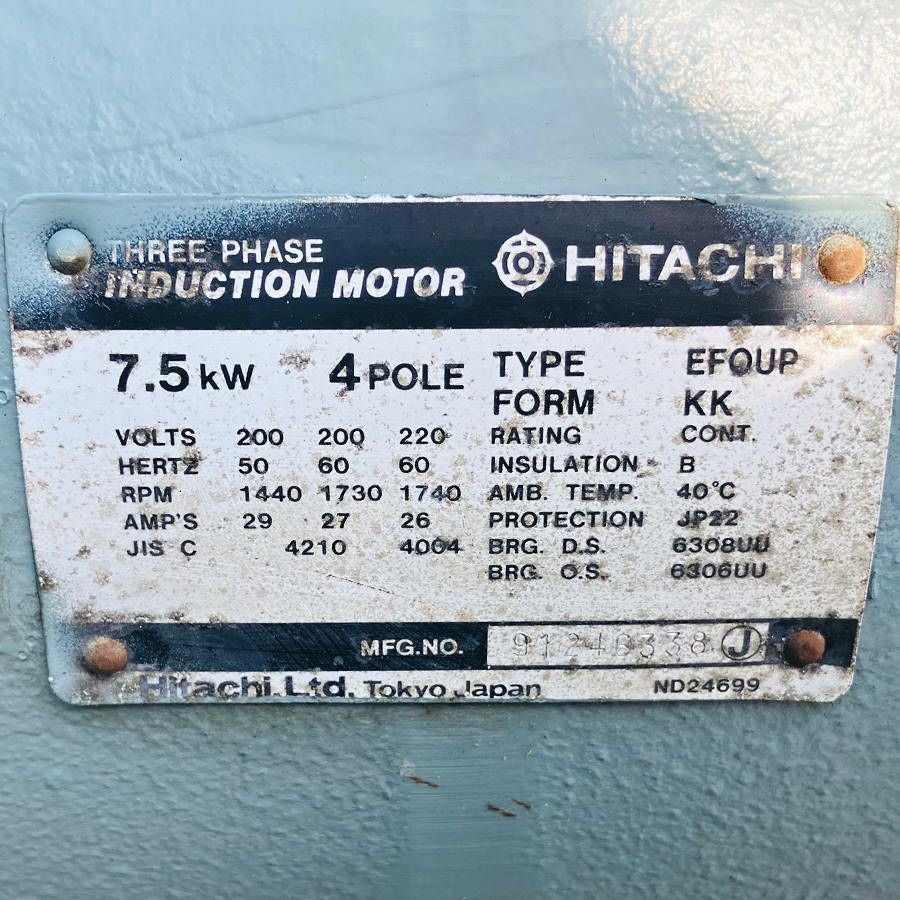 THREE PHASE
INDUCTION MOTOR HITACHI
7.5 kW 4 POLE TYPE EFOUP
FORM KK
VOLTS 200 200 220 RATING CONT.
HERTZ 50 60 60 INSULATION B
RPM 1440 1730 1740 AMB. TEMP. 40°C
AMP'S 29 27 26 PROTECTION JP22
JIS C 4210 4004 BRG. D.S. 6308UU
BRG. O.S. 6306UU
MFG.NO. J
Hitachi, Ltd. Tokyo Japan ND24699